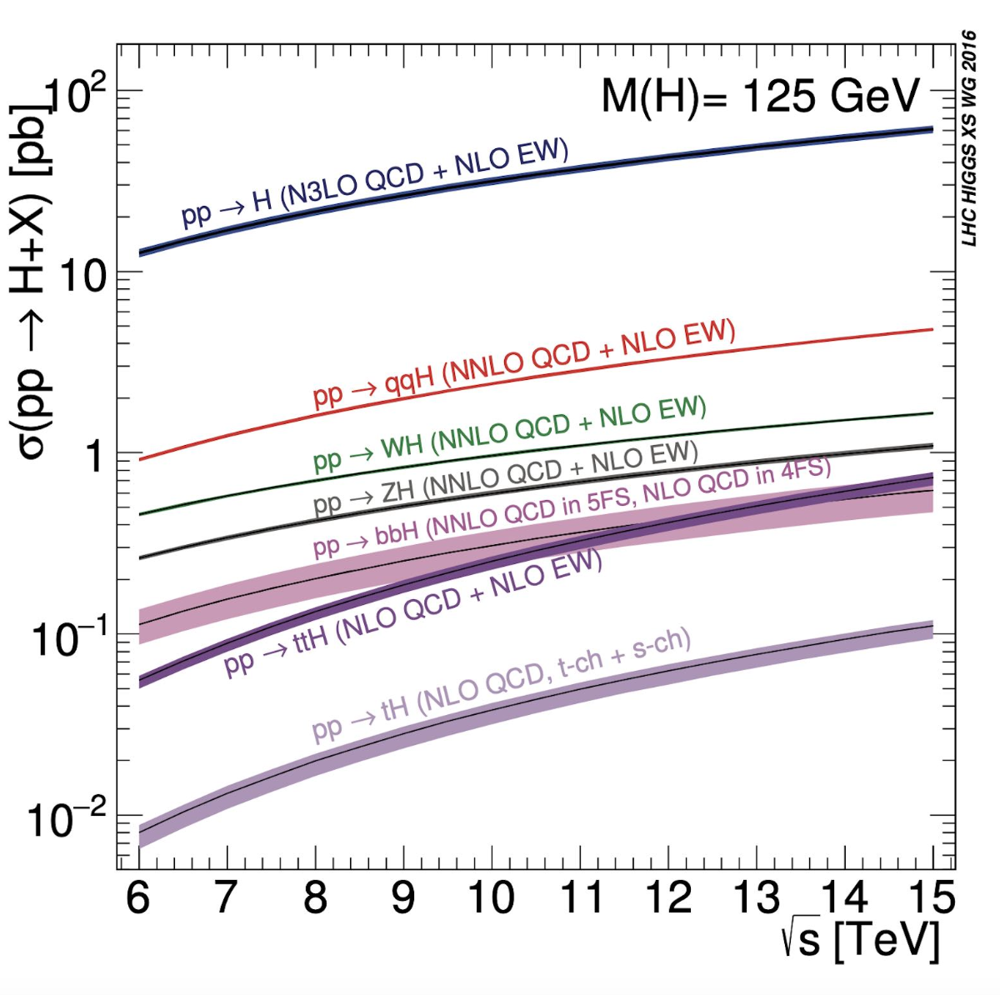 M(H)= 125 GeV
LHC HIGGS XS WG 2016
σ(pp → H+X) [pb]
10²
10
1
10⁻¹
10⁻²
pp → H (N3LO QCD + NLO EW)
pp → qqH (NNLO QCD + NLO EW)
pp → WH (NNLO QCD + NLO EW)
pp → ZH (NNLO QCD + NLO EW)
pp → bbH (NNLO QCD in 5FS, NLO QCD in 4FS)
pp → ttH (NLO QCD + NLO EW)
pp → tH (NLO QCD, t-ch + s-ch)
6 7 8 9 10 11 12 13 14 15
√s [TeV]